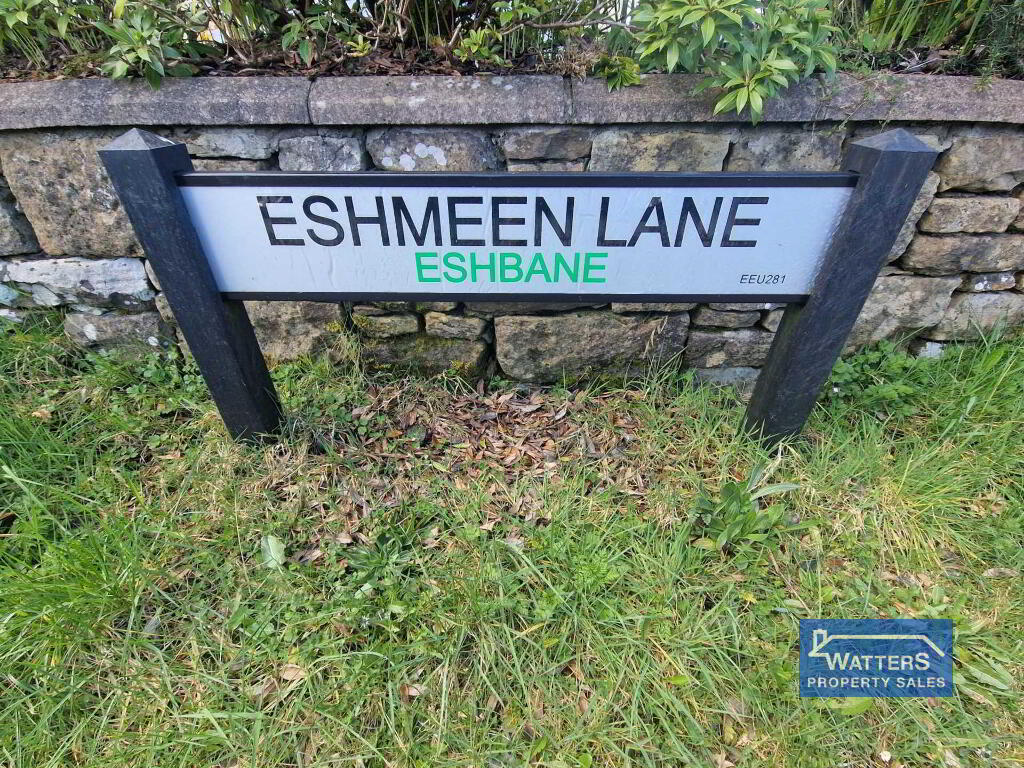 ESHMEEN LANE
ESHBANE
EEU281
WATTERS
PROPERTY SALES